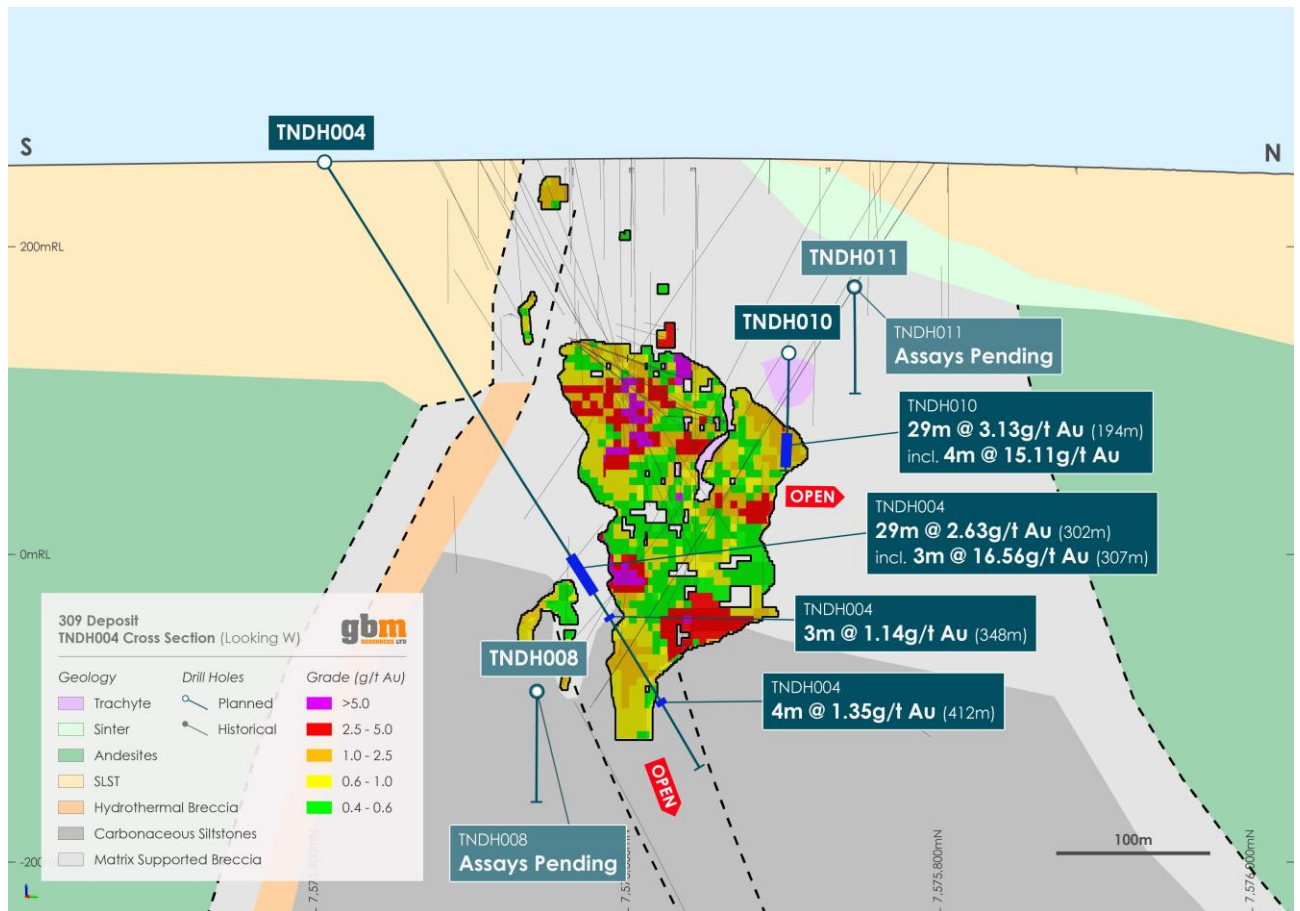 TNDH004
S
N
200mRL
TNDH011
TNDH011
Assays Pending
TNDH010
TNDH010
29m @ 3.13g/t Au (194m)
incl. 4m @ 15.11g/t Au
OPEN
TNDH004
29m @ 2.63g/t Au (302m)
incl. 3m @ 16.56g/t Au (307m)
0mRL
TNDH004
3m @ 1.14g/t Au (348m)
TNDH008
TNDH004
4m @ 1.35g/t Au (412m)
OPEN
TNDH008
Assays Pending
309 Deposit
TNDH004 Cross Section (Looking W)
gbm
RESOURCES LTD
Geology
Trachyte
Sinter
Andesites
SLST
Hydrothermal Breccia
Carbonaceous Siltstones
Matrix Supported Breccia
Drill Holes
Planned
Historical
Grade (g/t Au)
>5.0
2.5 - 5.0
1.0 - 2.5
0.6 - 1.0
0.4 - 0.6
100m
7,575,800mN
7,576,000mN